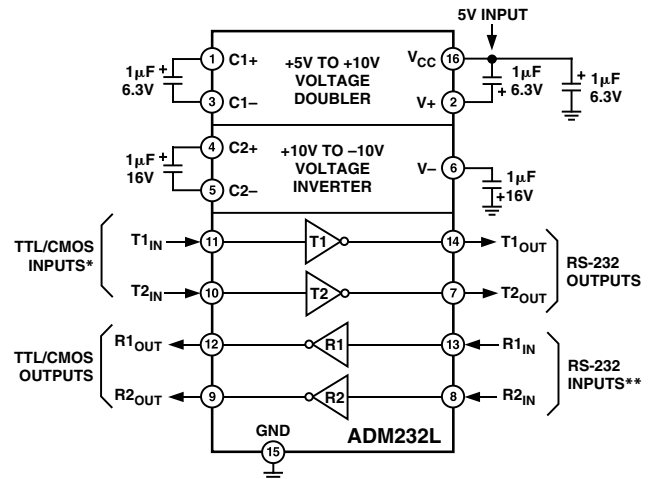 5V INPUT
1µF
6.3V
+
1
C1+
3
C1–
+5V TO +10V
VOLTAGE
DOUBLER
VCC
16
V+
2
1µF
+ 6.3V
+ 1µF
6.3V
1µF
16V
+
4
C2+
5
C2–
+10V TO –10V
VOLTAGE
INVERTER
V–
6
1µF
+16V
TTL/CMOS
INPUTS*
T1IN
11
T1
14
T1OUT
T2IN
10
T2
7
T2OUT
RS-232
OUTPUTS
TTL/CMOS
OUTPUTS
R1OUT
12
R1
13
R1IN
R2OUT
9
R2
8
R2IN
RS-232
INPUTS**
GND
15
ADM232L